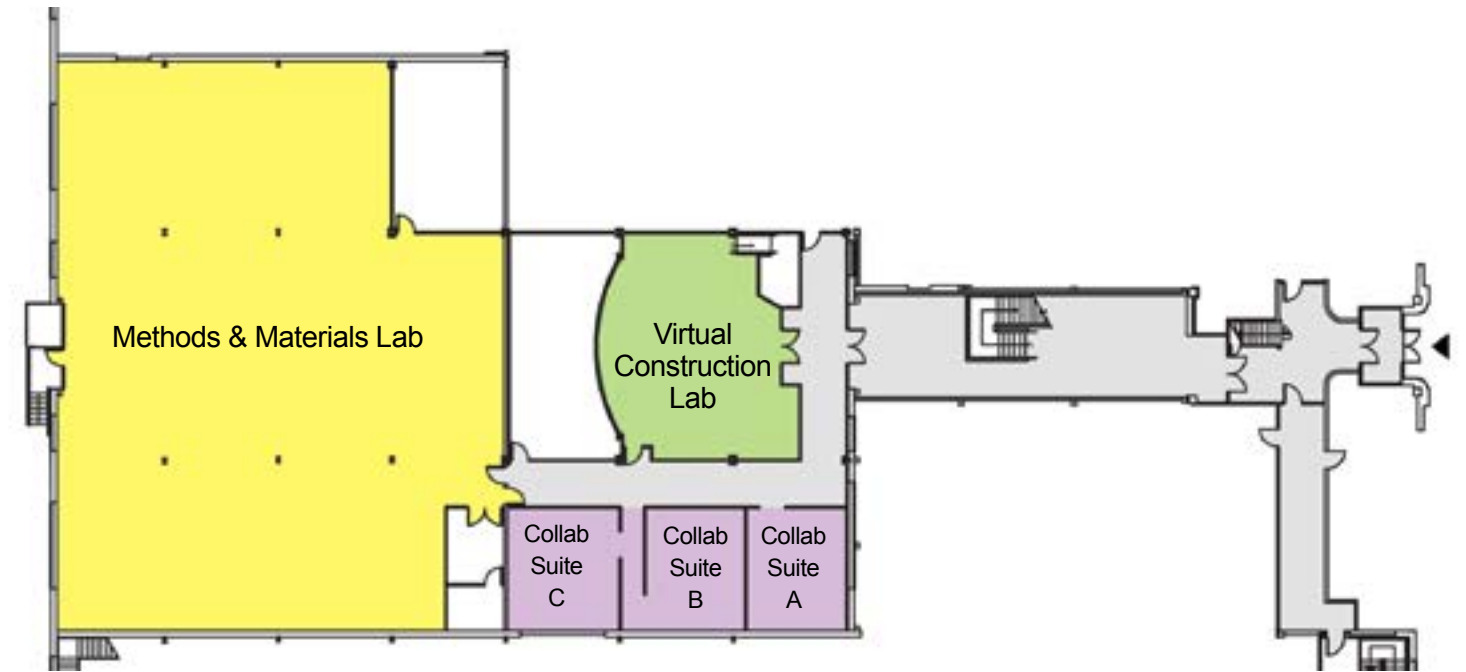 Methods & Materials Lab
Virtual
Construction
Lab
Collab
Suite
C
Collab
Suite
B
Collab
Suite
A